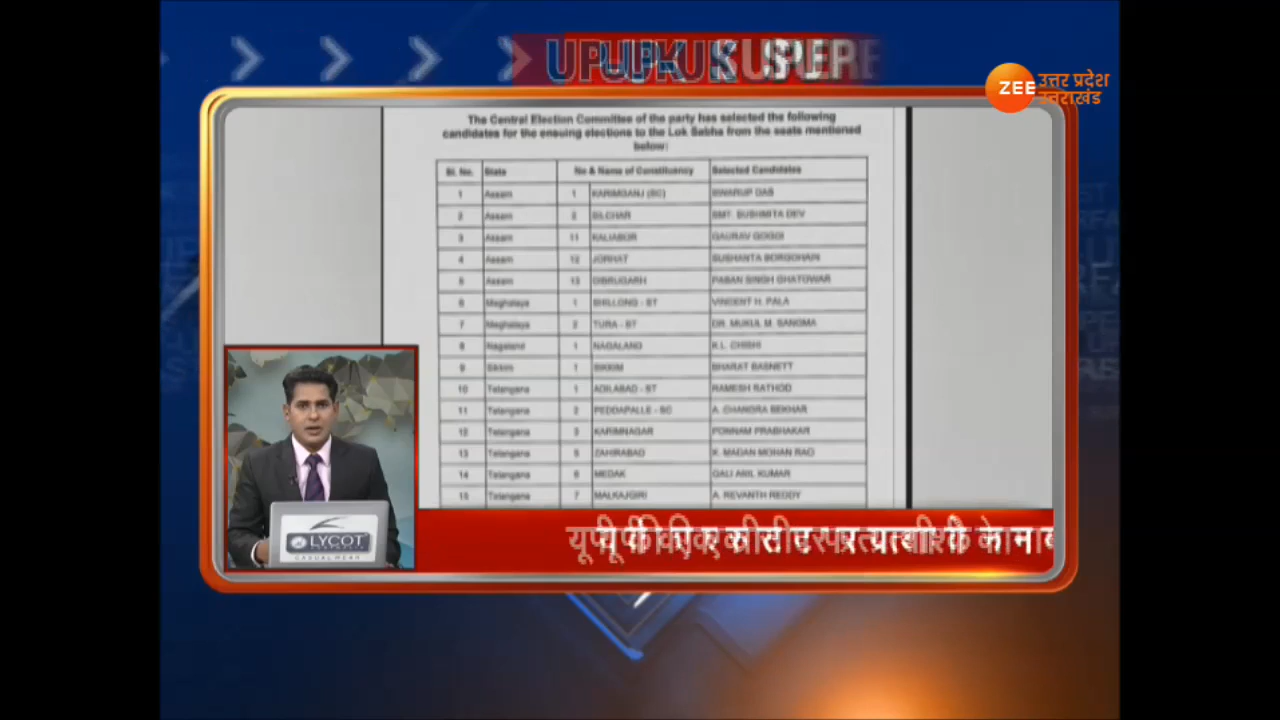 ZEE
उत्तर प्रदेश
उत्तराखंड
The Central Election Committee of the party has selected the following
candidates for the ensuing elections to the Lok Sabha from the seats mentioned
below:
Sl. No. State No & Name of Constituency Selected Candidates
1 Assam 1 KARIMGANJ (SC) SWARUP DAS
2 Assam 2 SILCHAR SMT. SUSHMITA DEV
3 Assam 11 KALIABOR GAURAV GOGOI
4 Assam 12 JORHAT SUSHANTA BORGOHAIN
5 Assam 13 DIBRUGARH PABAN SINGH GHATOWAR
6 Meghalaya 1 SHILLONG - ST VINCENT H. PALA
7 Meghalaya 2 TURA - ST DR. MUKUL M. SANGMA
8 Nagaland 1 NAGALAND K.L. CHISHI
9 Sikkim 1 SIKKIM BHARAT BASNETT
10 Telangana 1 ADILABAD - ST RAMESH RATHOD
11 Telangana 2 PEDDAPALLE - SC A. CHANDRA SEKHAR
12 Telangana 3 KARIMNAGAR PONNAM PRABHAKAR
13 Telangana 5 ZAHIRABAD K. MADAN MOHAN RAO
14 Telangana 6 MEDAK GALI ANIL KUMAR
15 Telangana 7 MALKAJGIRI A. REVANTH REDDY
LYCOT
CASUAL WEAR